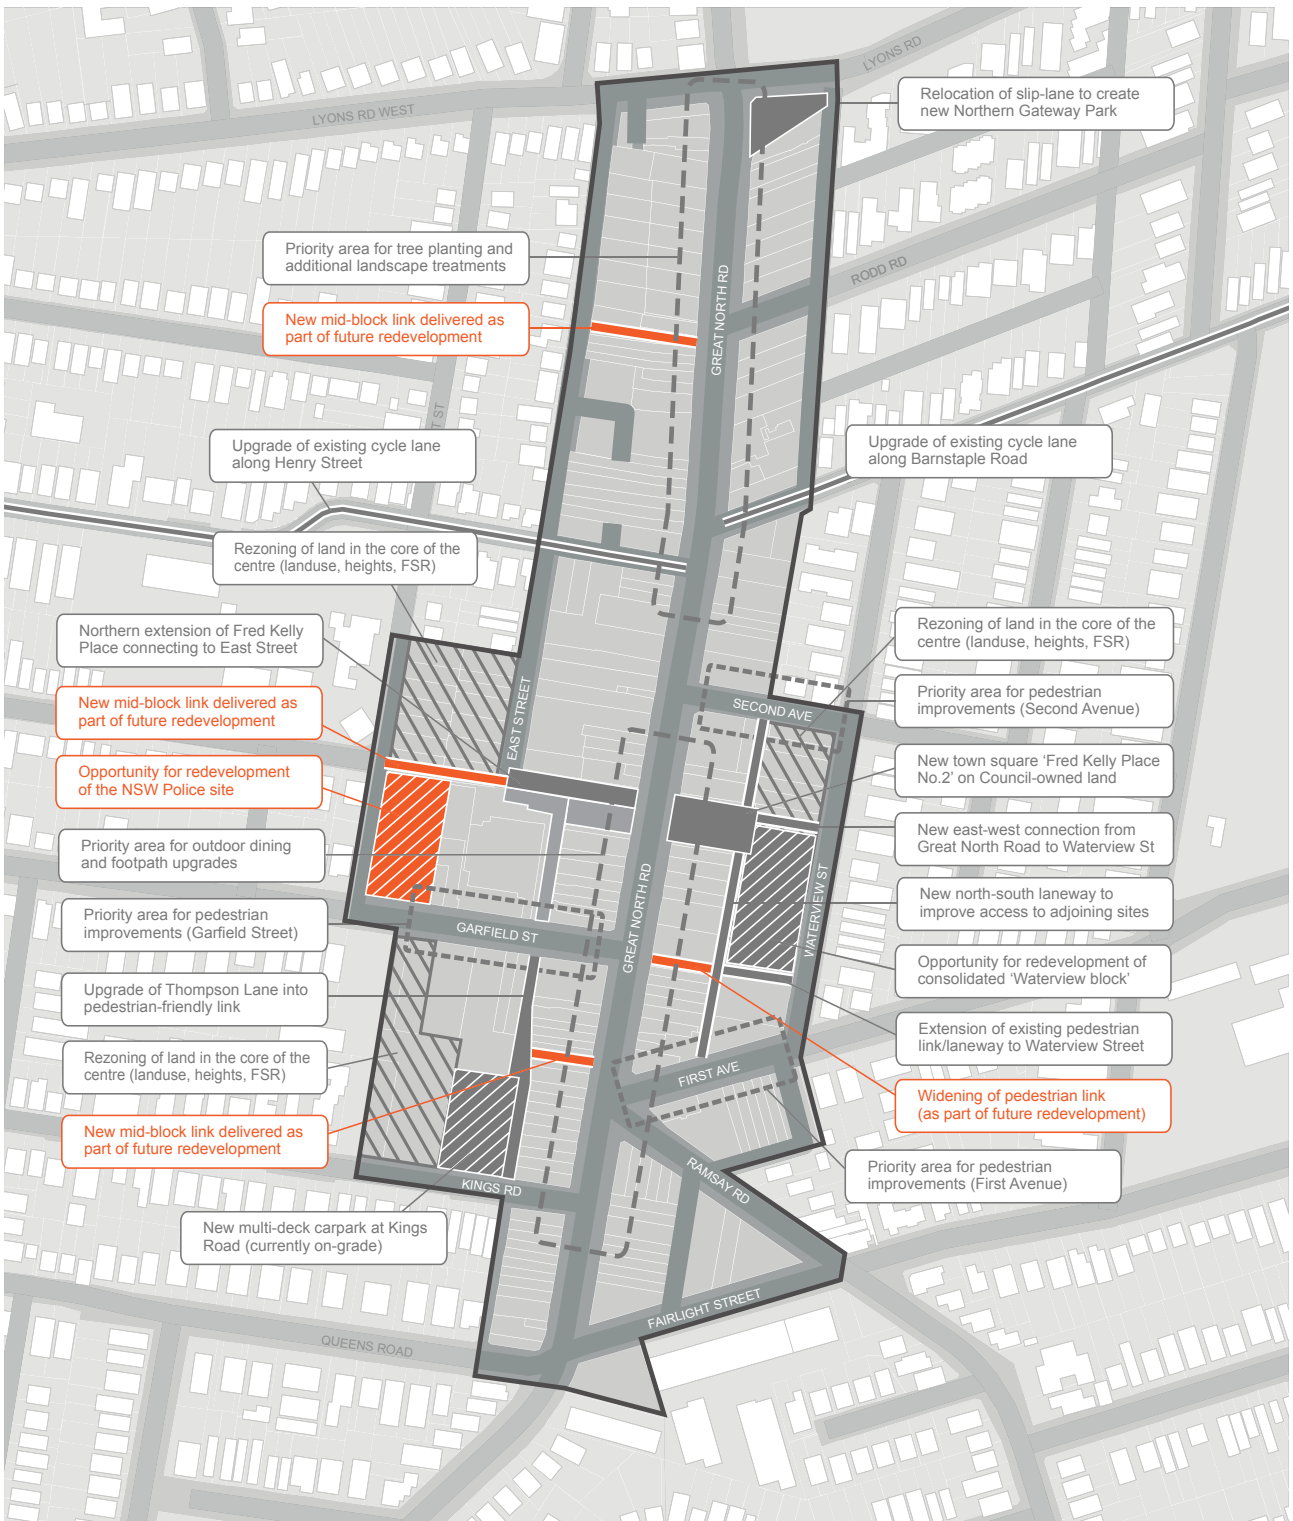 LYONS RD
LYONS RD WEST
Relocation of slip-lane to create
new Northern Gateway Park
Priority area for tree planting and
additional landscape treatments
RODD RD
GREAT NORTH RD
New mid-block link delivered as
part of future redevelopment
T ST
Upgrade of existing cycle lane
along Henry Street
Upgrade of existing cycle lane
along Barnstaple Road
Rezoning of land in the core of the
centre (landuse, heights, FSR)
Northern extension of Fred Kelly
Place connecting to East Street
Rezoning of land in the core of the
centre (landuse, heights, FSR)
New mid-block link delivered as
part of future redevelopment
EAST STREET
SECOND AVE
Priority area for pedestrian
improvements (Second Avenue)
Opportunity for redevelopment
of the NSW Police site
New town square ‘Fred Kelly Place
No.2’ on Council-owned land
Priority area for outdoor dining
and footpath upgrades
New east-west connection from
Great North Road to Waterview St
Priority area for pedestrian
improvements (Garfield Street)
GARFIELD ST
GREAT NORTH RD
WATERVIEW ST
New north-south laneway to
improve access to adjoining sites
Opportunity for redevelopment of
consolidated ‘Waterview block’
Upgrade of Thompson Lane into
pedestrian-friendly link
Extension of existing pedestrian
link/laneway to Waterview Street
Rezoning of land in the core of the
centre (landuse, heights, FSR)
FIRST AVE
Widening of pedestrian link
(as part of future redevelopment)
New mid-block link delivered as
part of future redevelopment
Priority area for pedestrian
improvements (First Avenue)
KINGS RD
RAMSAY RD
New multi-deck carpark at Kings
Road (currently on-grade)
FAIRLIGHT STREET
QUEENS ROAD